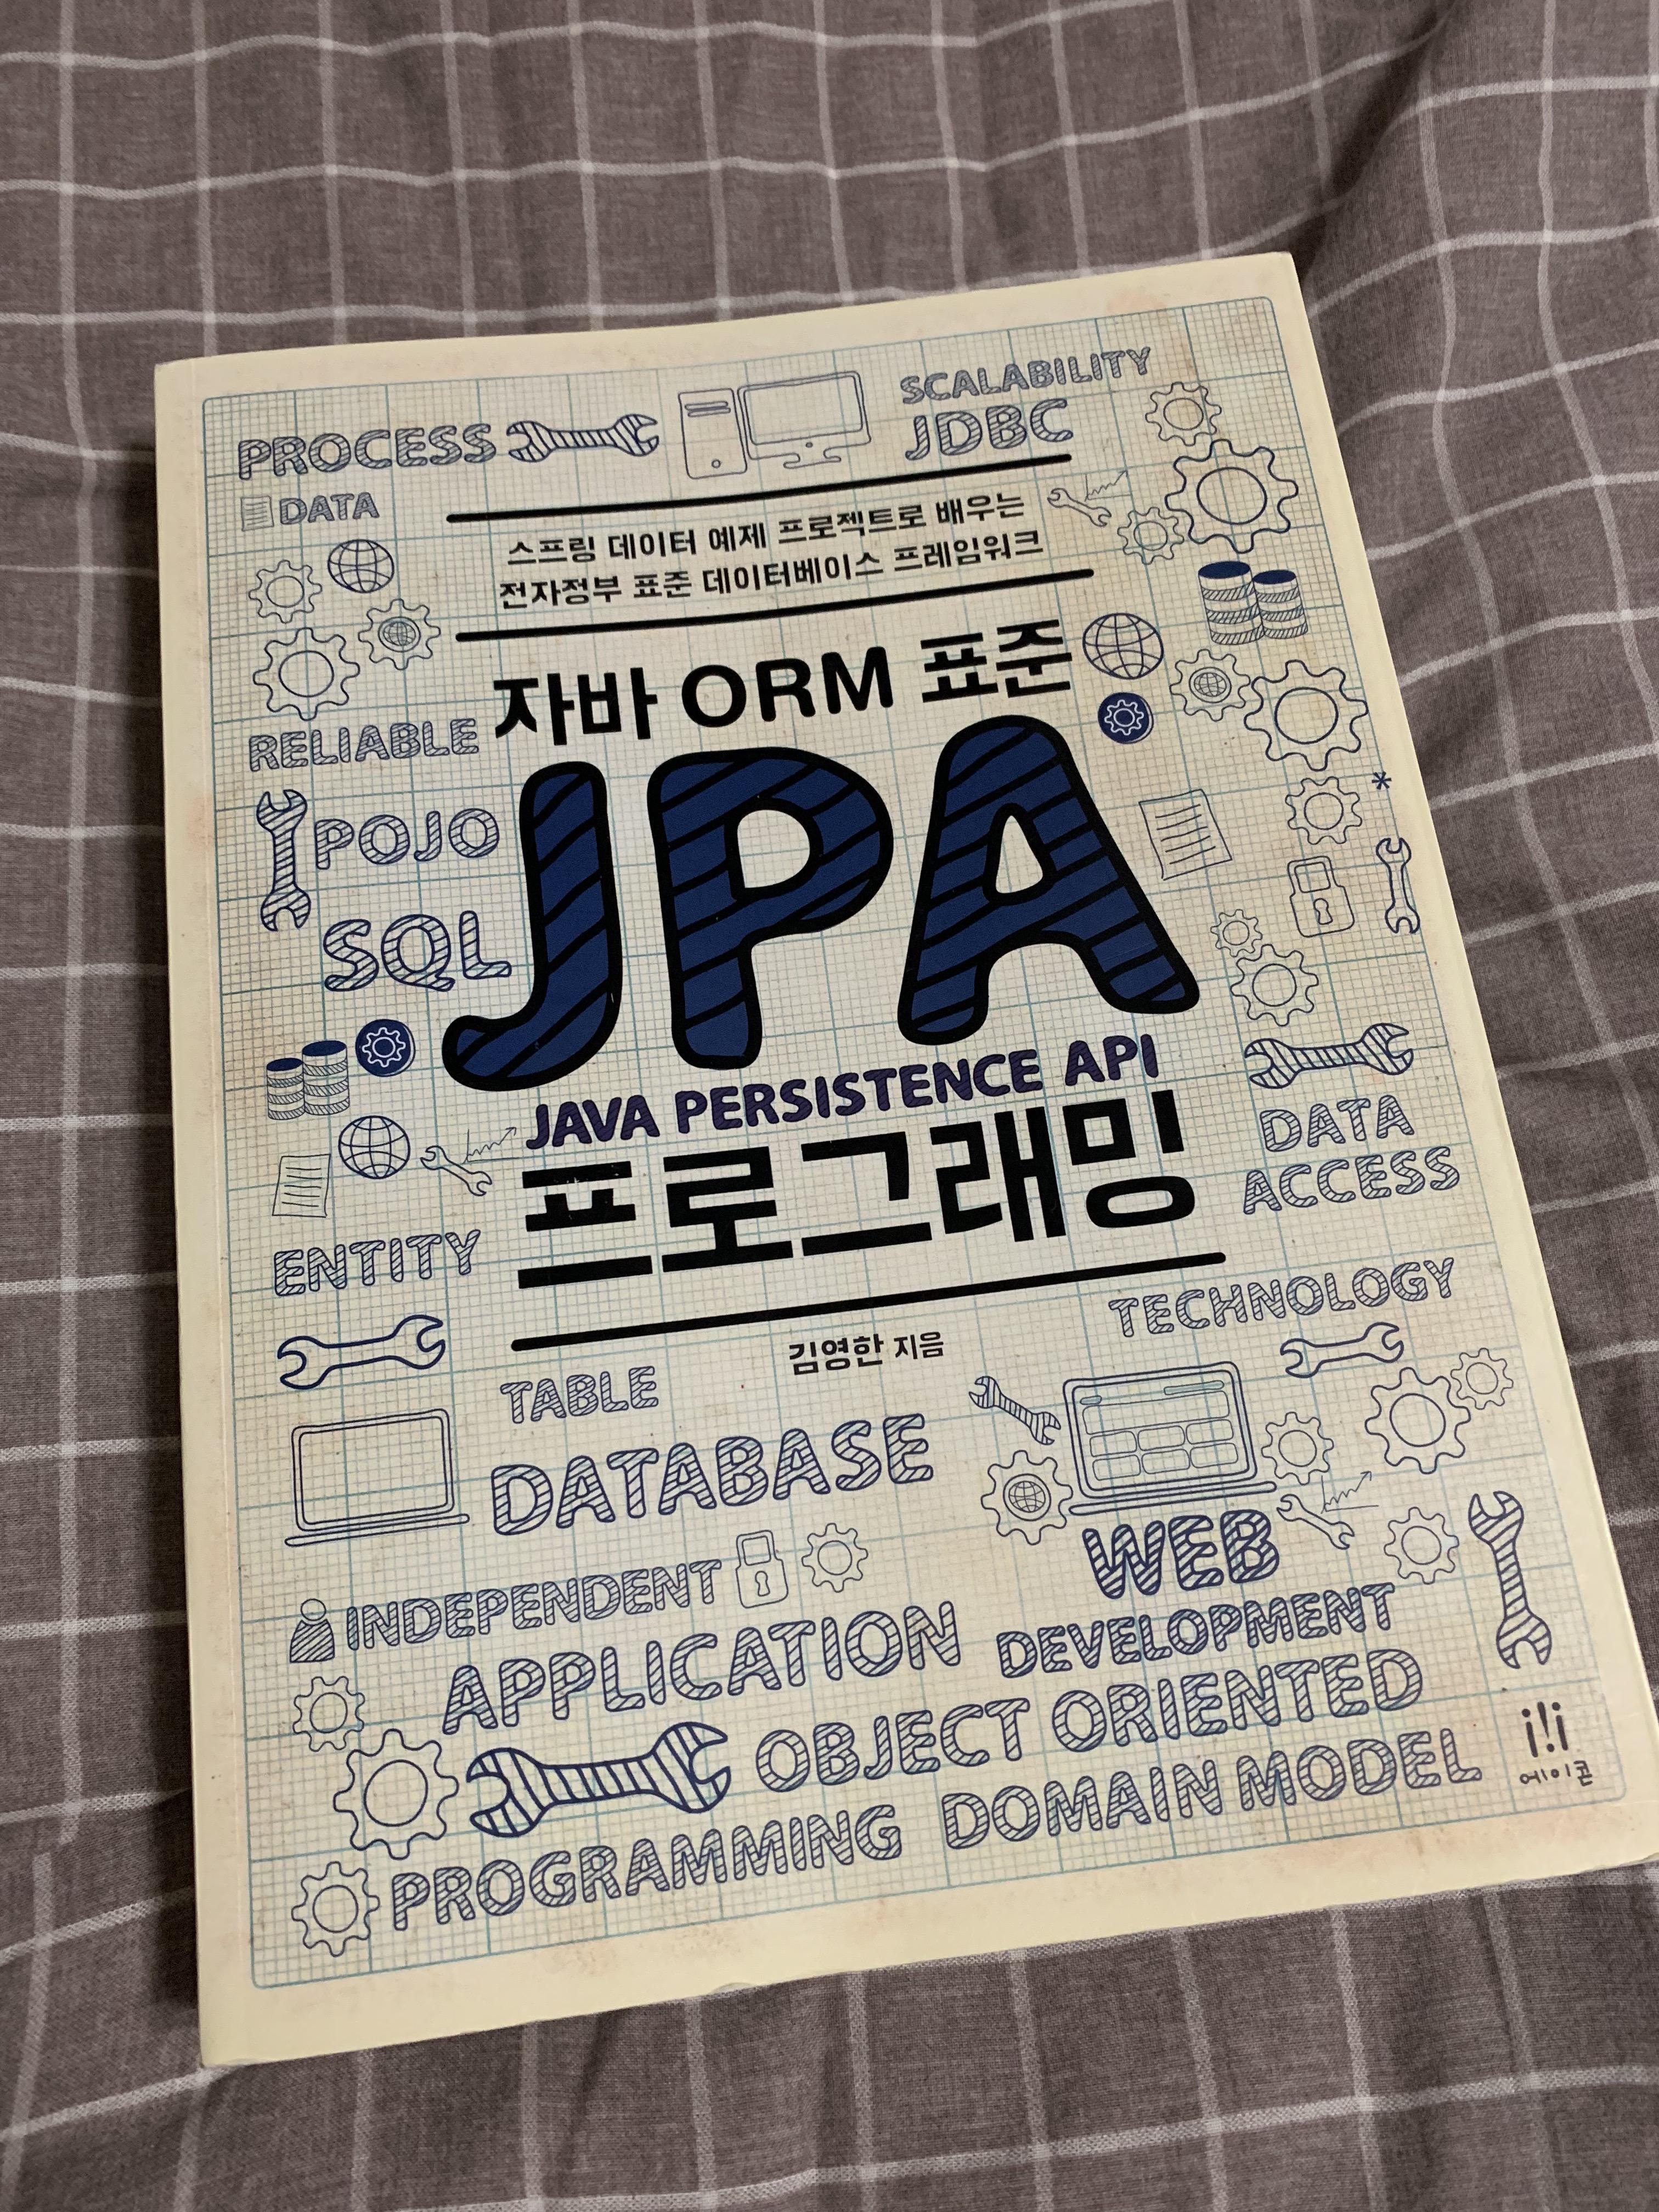 SCALABILITY
PROCESS
JDBC
DATA
스프링 데이터 예제 프로젝트로 배우는
전자정부 표준 데이터베이스 프레임워크
자바 ORM 표준
RELIABLE
JPA
POJO
SQL
JAVA PERSISTENCE API
프로그래밍
DATA
ACCESS
ENTITY
TECHNOLOGY
김영한 지음
TABLE
DATABASE
WEB
INDEPENDENT
DEVELOPMENT
APPLICATION
OBJECT ORIENTED
DOMAIN MODEL
PROGRAMMING
에이콘